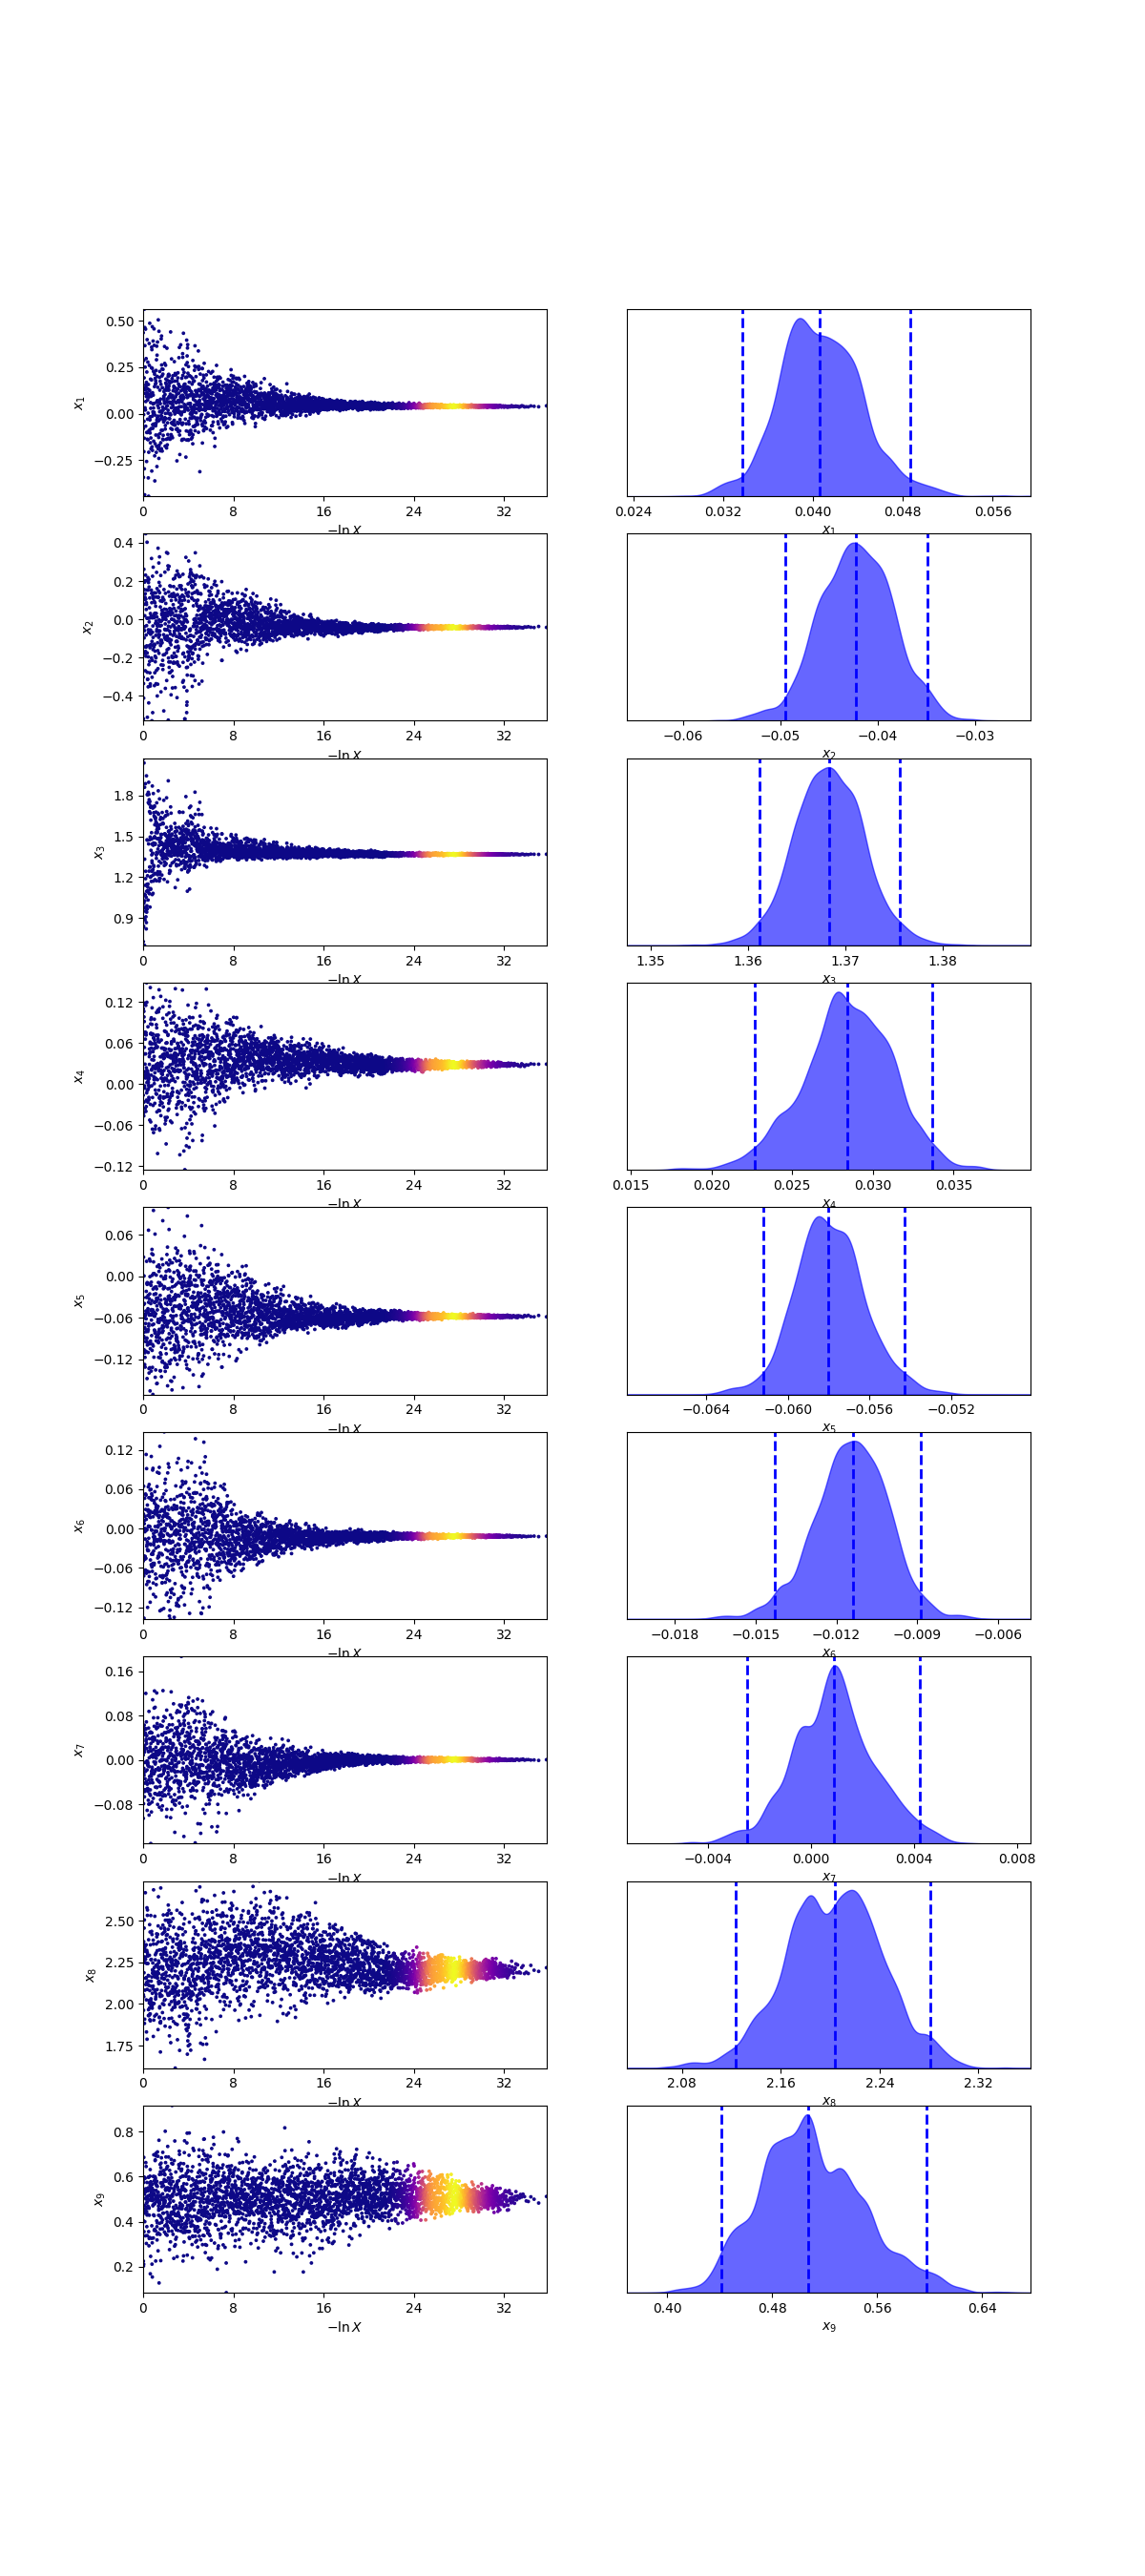 0.50
0.25
0.00
−0.25
x₁
0 8 16 24 32
−ln X
0.024 0.032 0.040 0.048 0.056
x₁
0.4
0.2
0.0
−0.2
−0.4
x₂
0 8 16 24 32
−ln X
−0.06 −0.05 −0.04 −0.03
x₂
1.8
1.5
1.2
0.9
x₃
0 8 16 24 32
−ln X
1.35 1.36 1.37 1.38
x₃
0.12
0.06
0.00
−0.06
−0.12
x₄
0 8 16 24 32
−ln X
0.015 0.020 0.025 0.030 0.035
x₄
0.06
0.00
−0.06
−0.12
x₅
0 8 16 24 32
−ln X
−0.064 −0.060 −0.056 −0.052
x₅
0.12
0.06
0.00
−0.06
−0.12
x₆
0 8 16 24 32
−ln X
−0.018 −0.015 −0.012 −0.009 −0.006
x₆
0.16
0.08
0.00
−0.08
x₇
0 8 16 24 32
−ln X
−0.004 0.000 0.004 0.008
x₇
2.50
2.25
2.00
1.75
x₈
0 8 16 24 32
−ln X
2.08 2.16 2.24 2.32
x₈
0.8
0.6
0.4
0.2
x₉
0 8 16 24 32
−ln X
0.40 0.48 0.56 0.64
x₉